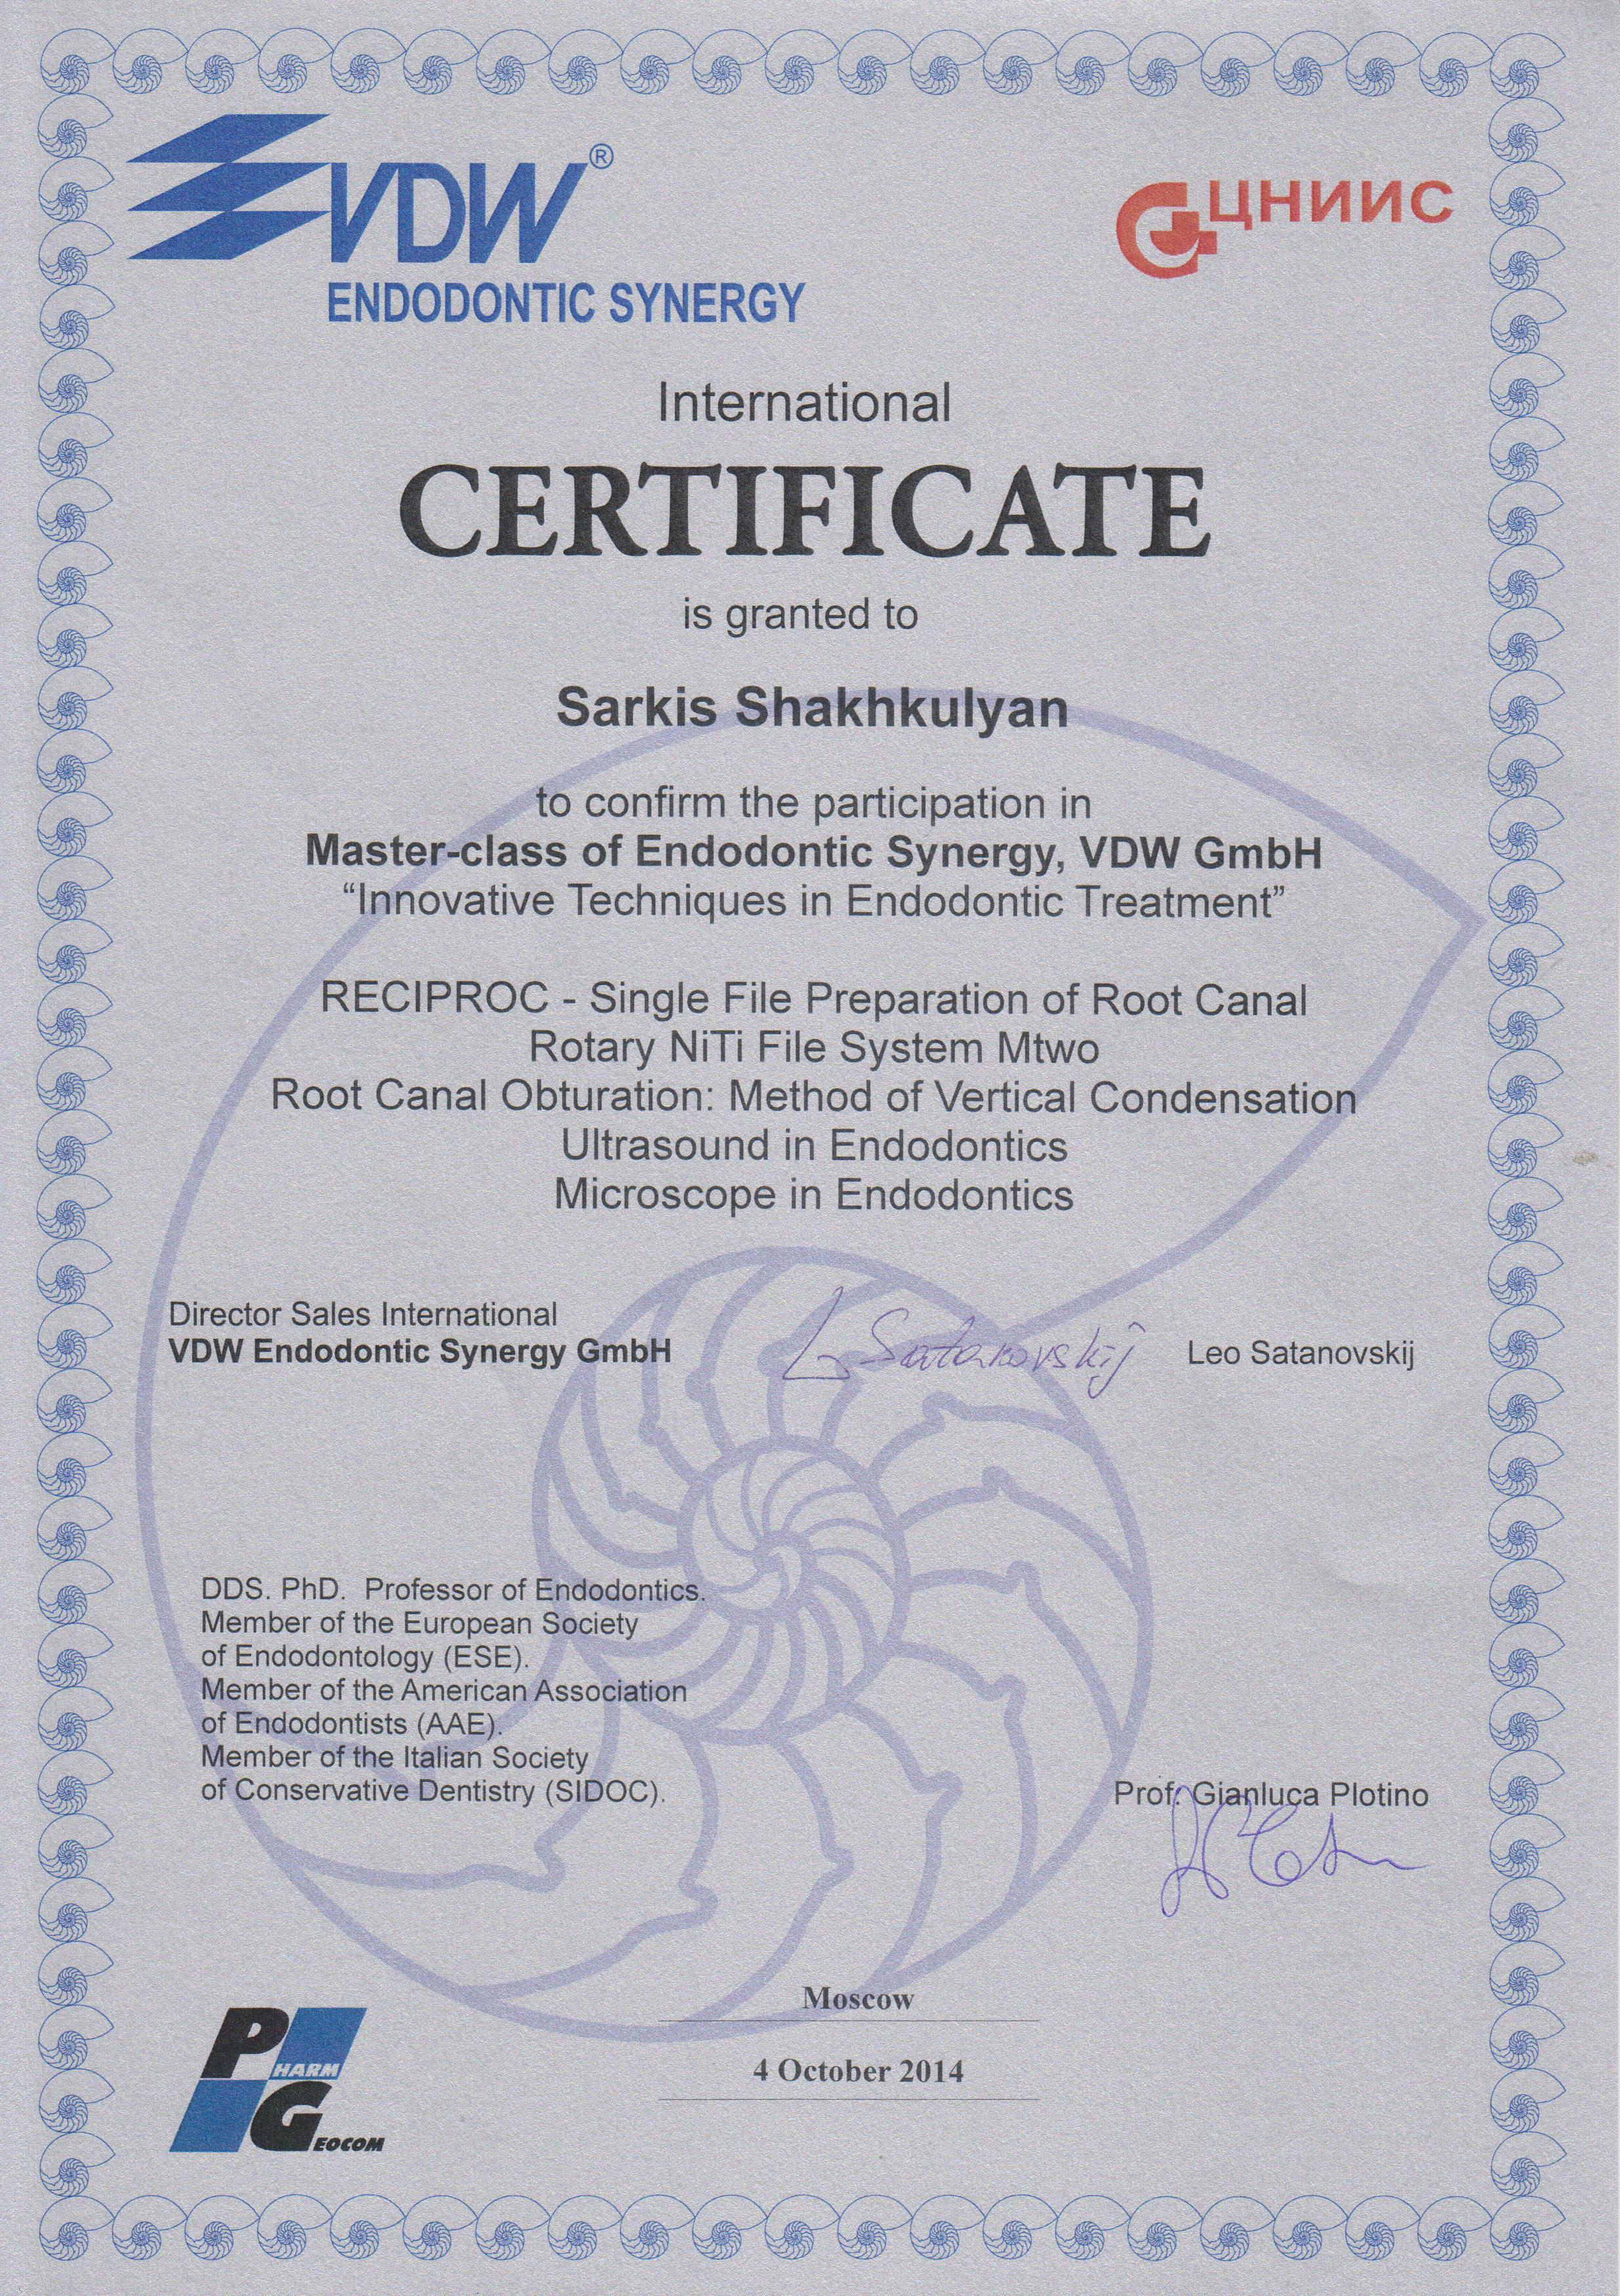 VDW®
ENDODONTIC SYNERGY
ЦНИИС
International
CERTIFICATE
is granted to
Sarkis Shakhkulyan
to confirm the participation in
Master-class of Endodontic Synergy, VDW GmbH
“Innovative Techniques in Endodontic Treatment”
RECIPROC - Single File Preparation of Root Canal
Rotary NiTi File System Mtwo
Root Canal Obturation: Method of Vertical Condensation
Ultrasound in Endodontics
Microscope in Endodontics
Director Sales International
VDW Endodontic Synergy GmbH
L Satanovskij
Leo Satanovskij
DDS. PhD. Professor of Endodontics.
Member of the European Society
of Endodontology (ESE).
Member of the American Association
of Endodontists (AAE).
Member of the Italian Society
of Conservative Dentistry (SIDOC).
Prof. Gianluca Plotino
Moscow
4 October 2014
PHARM
GEOCOM